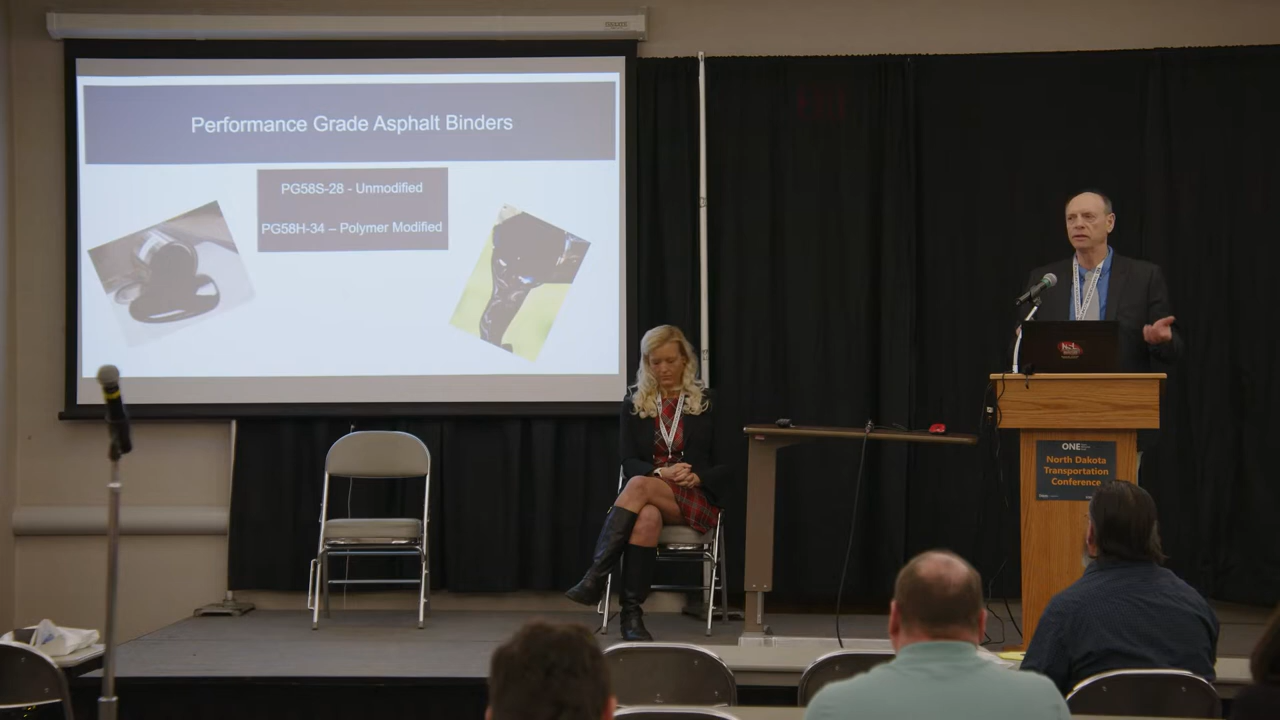 Performance Grade Asphalt Binders
PG58S-28 - Unmodified
PG58H-34 – Polymer Modified
ONE
North Dakota
Transportation
Conference